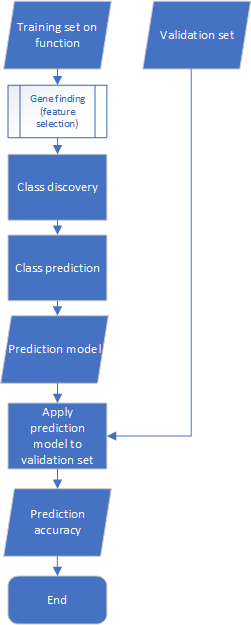 Training set on
function
Validation set
Gene finding
(feature
selection)
Class discovery
Class prediction
Prediction model
Apply
prediction
model to
validation set
Prediction
accuracy
End